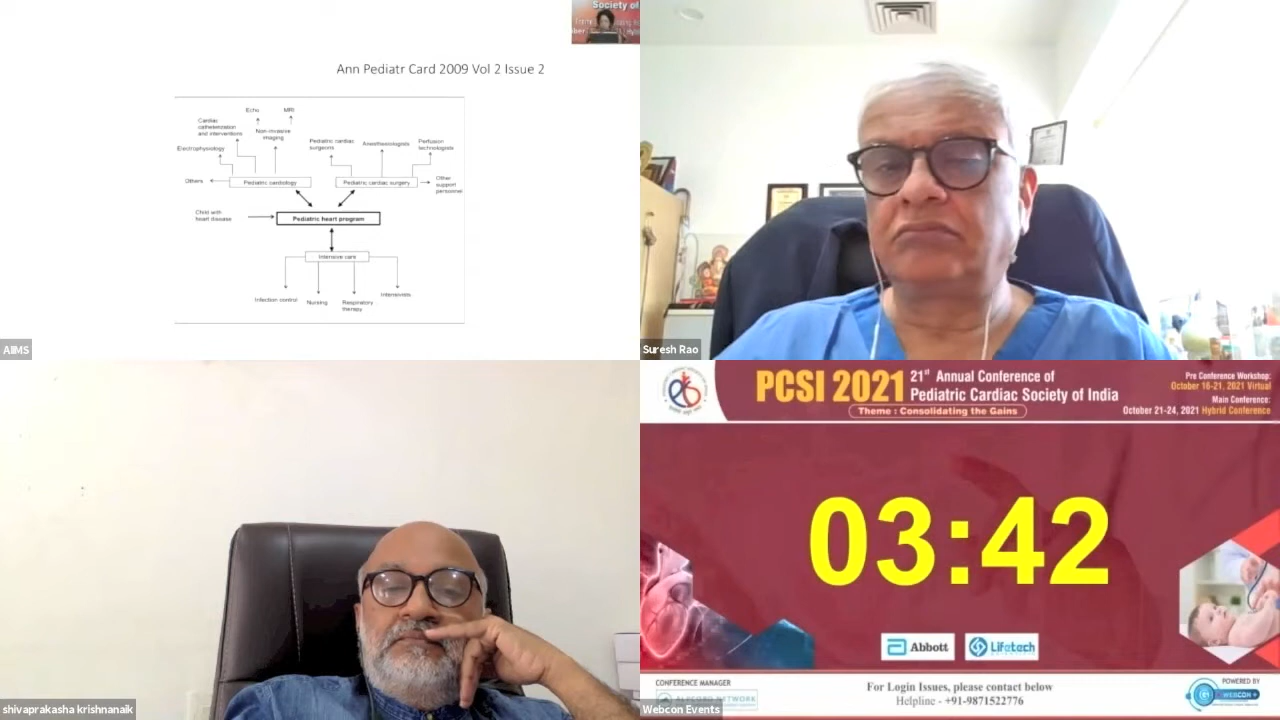 Society of
Ann Pediatr Card 2009 Vol 2 Issue 2
Echo
MRI
Cardiac
catheterization
and interventions
Non-invasive
imaging
Electrophysiology
Pediatric cardiac
surgeons
Anesthesiologists
Perfusion
technologists
Others
Pediatric cardiology
Pediatric cardiac surgery
Other
support
personnel
Child with
heart disease
Pediatric heart program
Intensive care
Infection control
Nursing
Respiratory
therapy
Intensivists
AIIMS
Suresh Rao
shivaprakasha krishnanaik
PCSI 2021
21st Annual Conference of
Pediatric Cardiac Society of India
Theme : Consolidating the Gains
Pre Conference Workshop:
October 16-21, 2021 Virtual
Main Conference:
October 21-24, 2021 Hybrid Conference
03:42
Abbott
Lifetech
CONFERENCE MANAGER
For Login Issues, please contact below
Helpline - +91-9871522776
POWERED BY
WEBCON
Webcon Events